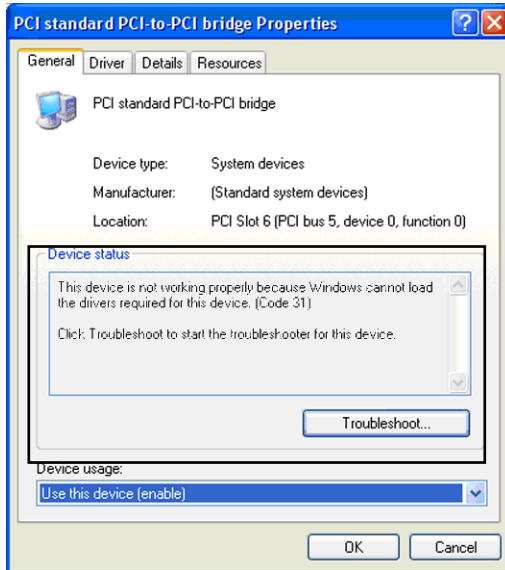 PCI standard PCI-to-PCI bridge Properties
General Driver Details Resources
PCI standard PCI-to-PCI bridge
Device type: System devices
Manufacturer: (Standard system devices)
Location: PCI Slot 6 (PCI bus 5, device 0, function 0)
Device status
This device is not working properly because Windows cannot load
the drivers required for this device. (Code 31)
Click Troubleshoot to start the troubleshooter for this device.
Troubleshoot...
Device usage:
Use this device (enable)
OK Cancel